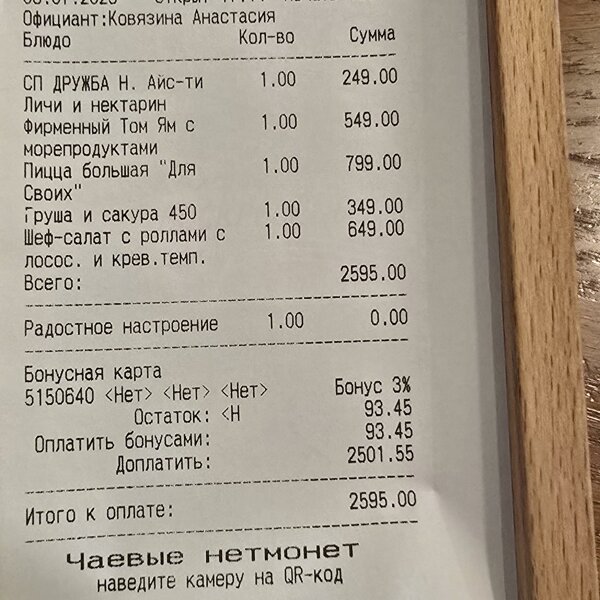 Официант:Ковязина Анастасия
Блюдо Кол-во Сумма
СП ДРУЖБА Н. Айс-ти 1.00 249.00
Личи и нектарин
Фирменный Том Ям с 1.00 549.00
морепродуктами
Пицца большая "Для 1.00 799.00
Своих"
Груша и сакура 450 1.00 349.00
Шеф-салат с роллами с 1.00 649.00
лосос. и крев.темп.
Всего: 2595.00
Радостное настроение 1.00 0.00
Бонусная карта
5150640 <Нет> <Нет> <Нет> Бонус 3%
Остаток: <Н 93.45
Оплатить бонусами: 93.45
Доплатить: 2501.55
Итого к оплате: 2595.00
Чаевые нетмонет
наведите камеру на QR-код